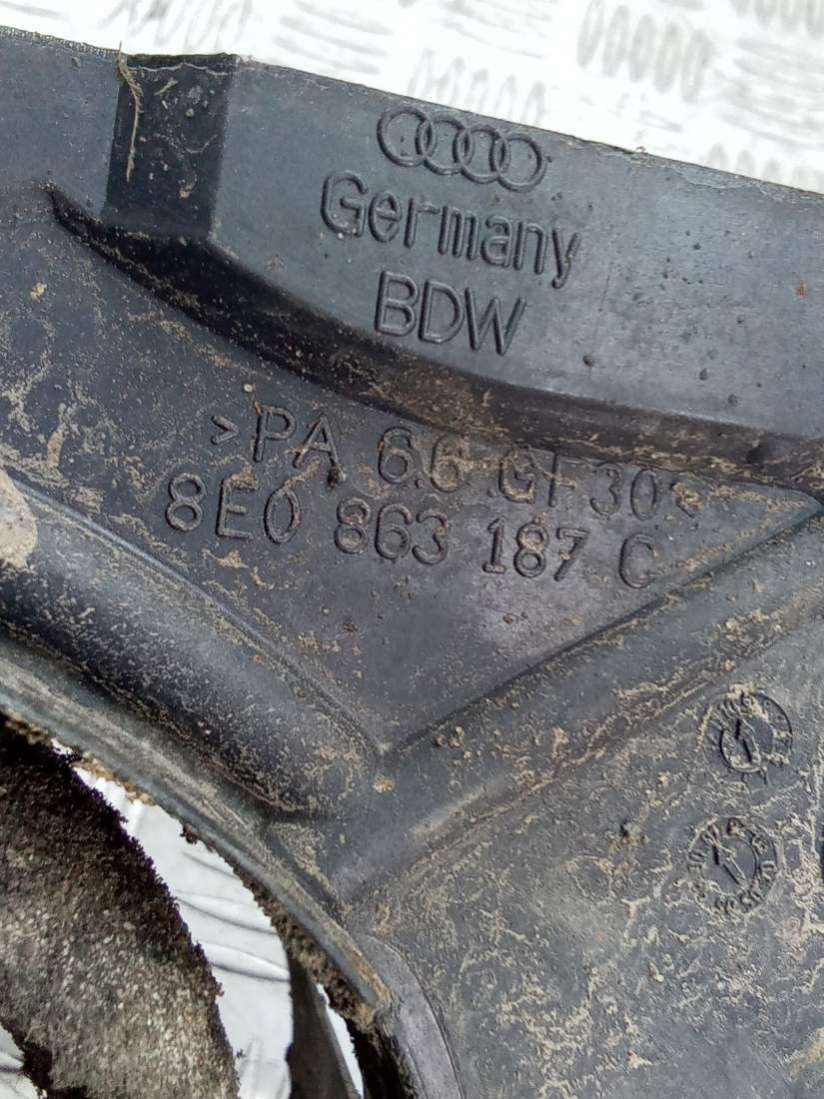 Germany
BDW
>PA 6.6 GF30<
8E0 863 187 C